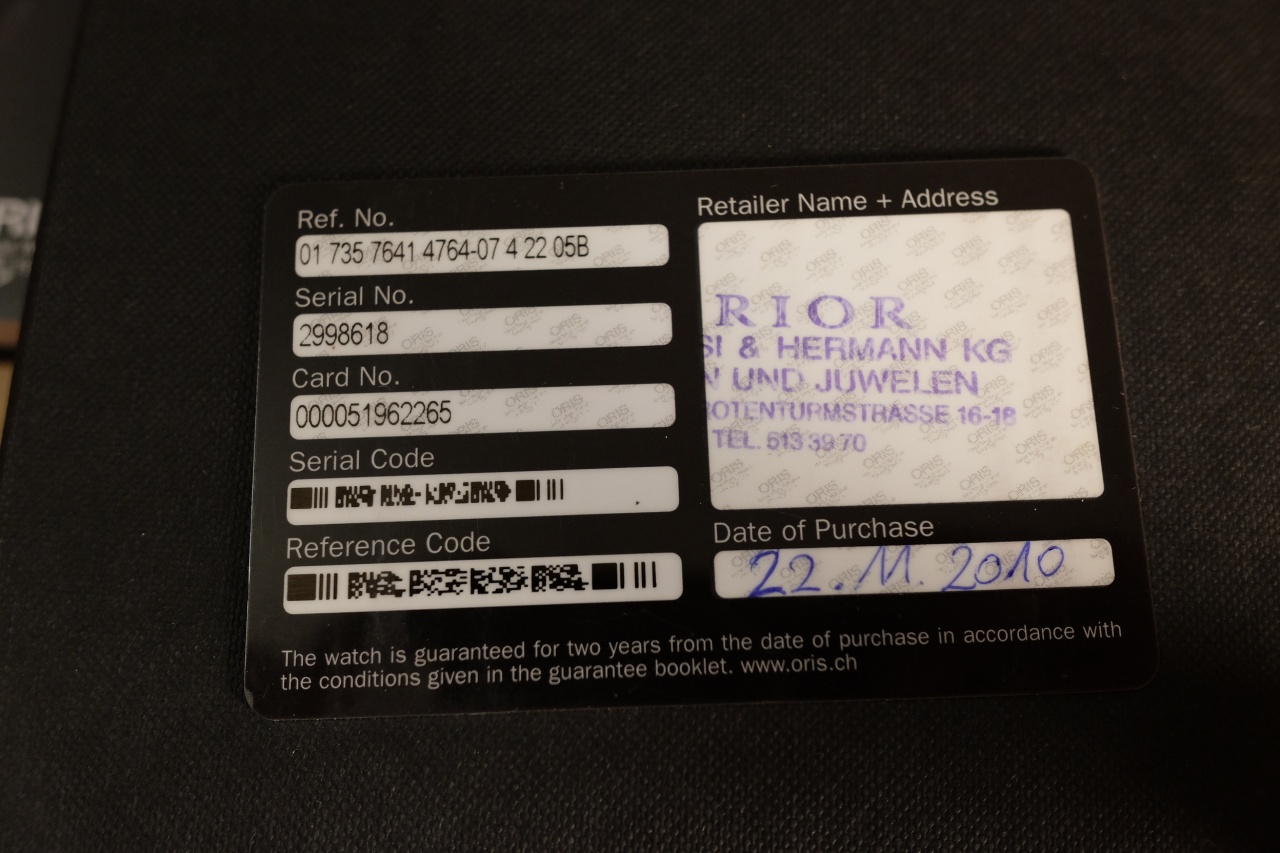 Ref. No.
01 735 7641 4764-07 4 22 05B
Serial No.
2998618
Card No.
000051962265
Serial Code
Reference Code
Retailer Name + Address
RIOR
SI & HERMANN KG
N UND JUWELEN
OTENTURMSTRASSE 16-18
TEL. 513 39 70
Date of Purchase
22.11.2010
The watch is guaranteed for two years from the date of purchase in accordance with
the conditions given in the guarantee booklet. www.oris.ch